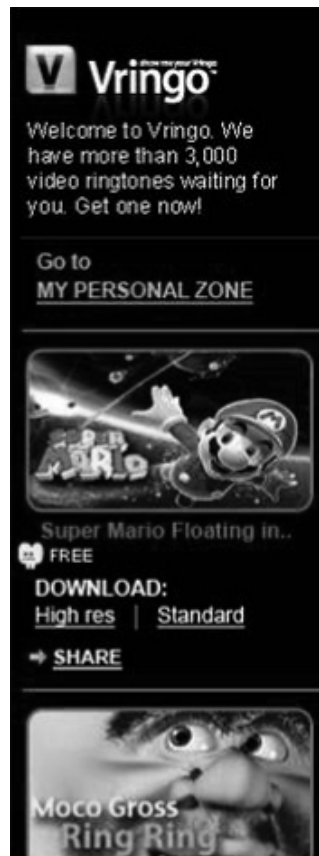 V
show me your Vringo
Vringo™
Welcome to Vringo. We
have more than 3,000
video ringtones waiting for
you. Get one now!
Go to
MY PERSONAL ZONE
SUPER
MARIO
M
Super Mario Floating in..
FREE
DOWNLOAD:
High res | Standard
SHARE
Moco Gross
Ring Ring